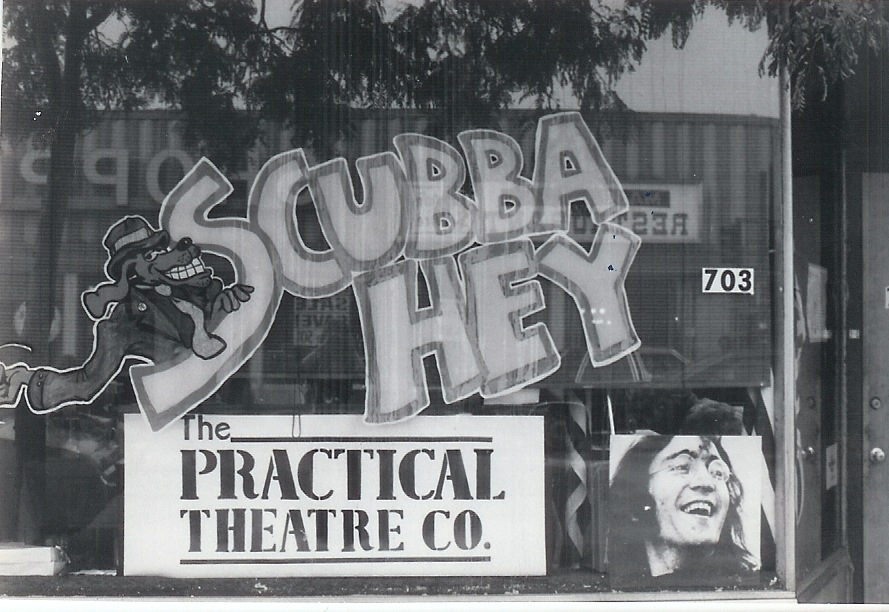 SCUBBA
HEY
703
The
PRACTICAL
THEATRE CO.